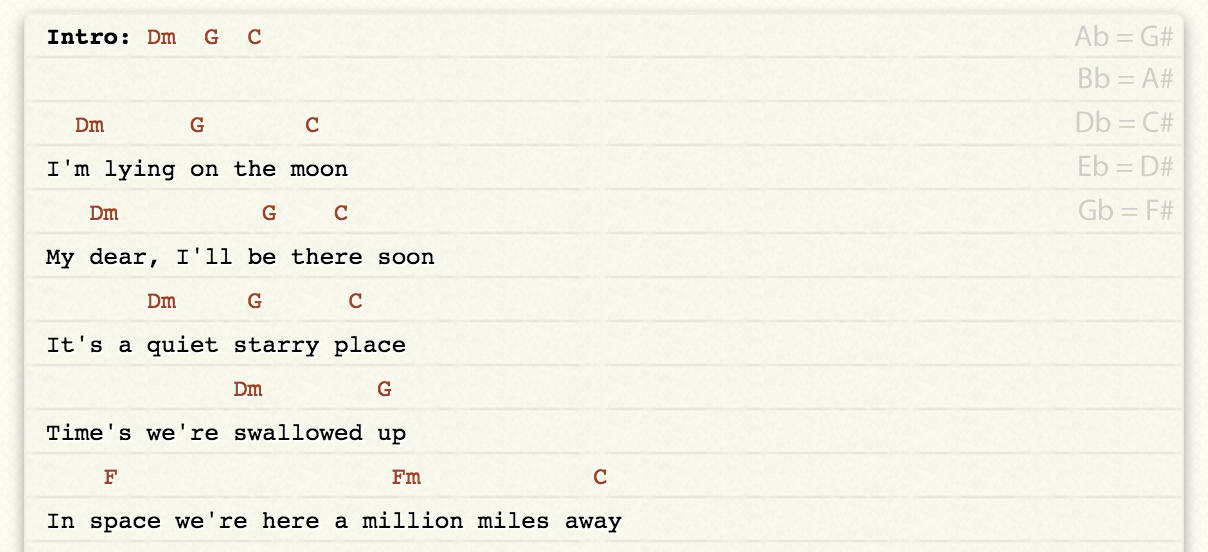 Intro: Dm G C
Ab = G#
Bb = A#
Dm G C
Db = C#
I'm lying on the moon
Eb = D#
Dm G C
Gb = F#
My dear, I'll be there soon
Dm G C
It's a quiet starry place
Dm G
Time's we're swallowed up
F Fm C
In space we're here a million miles away